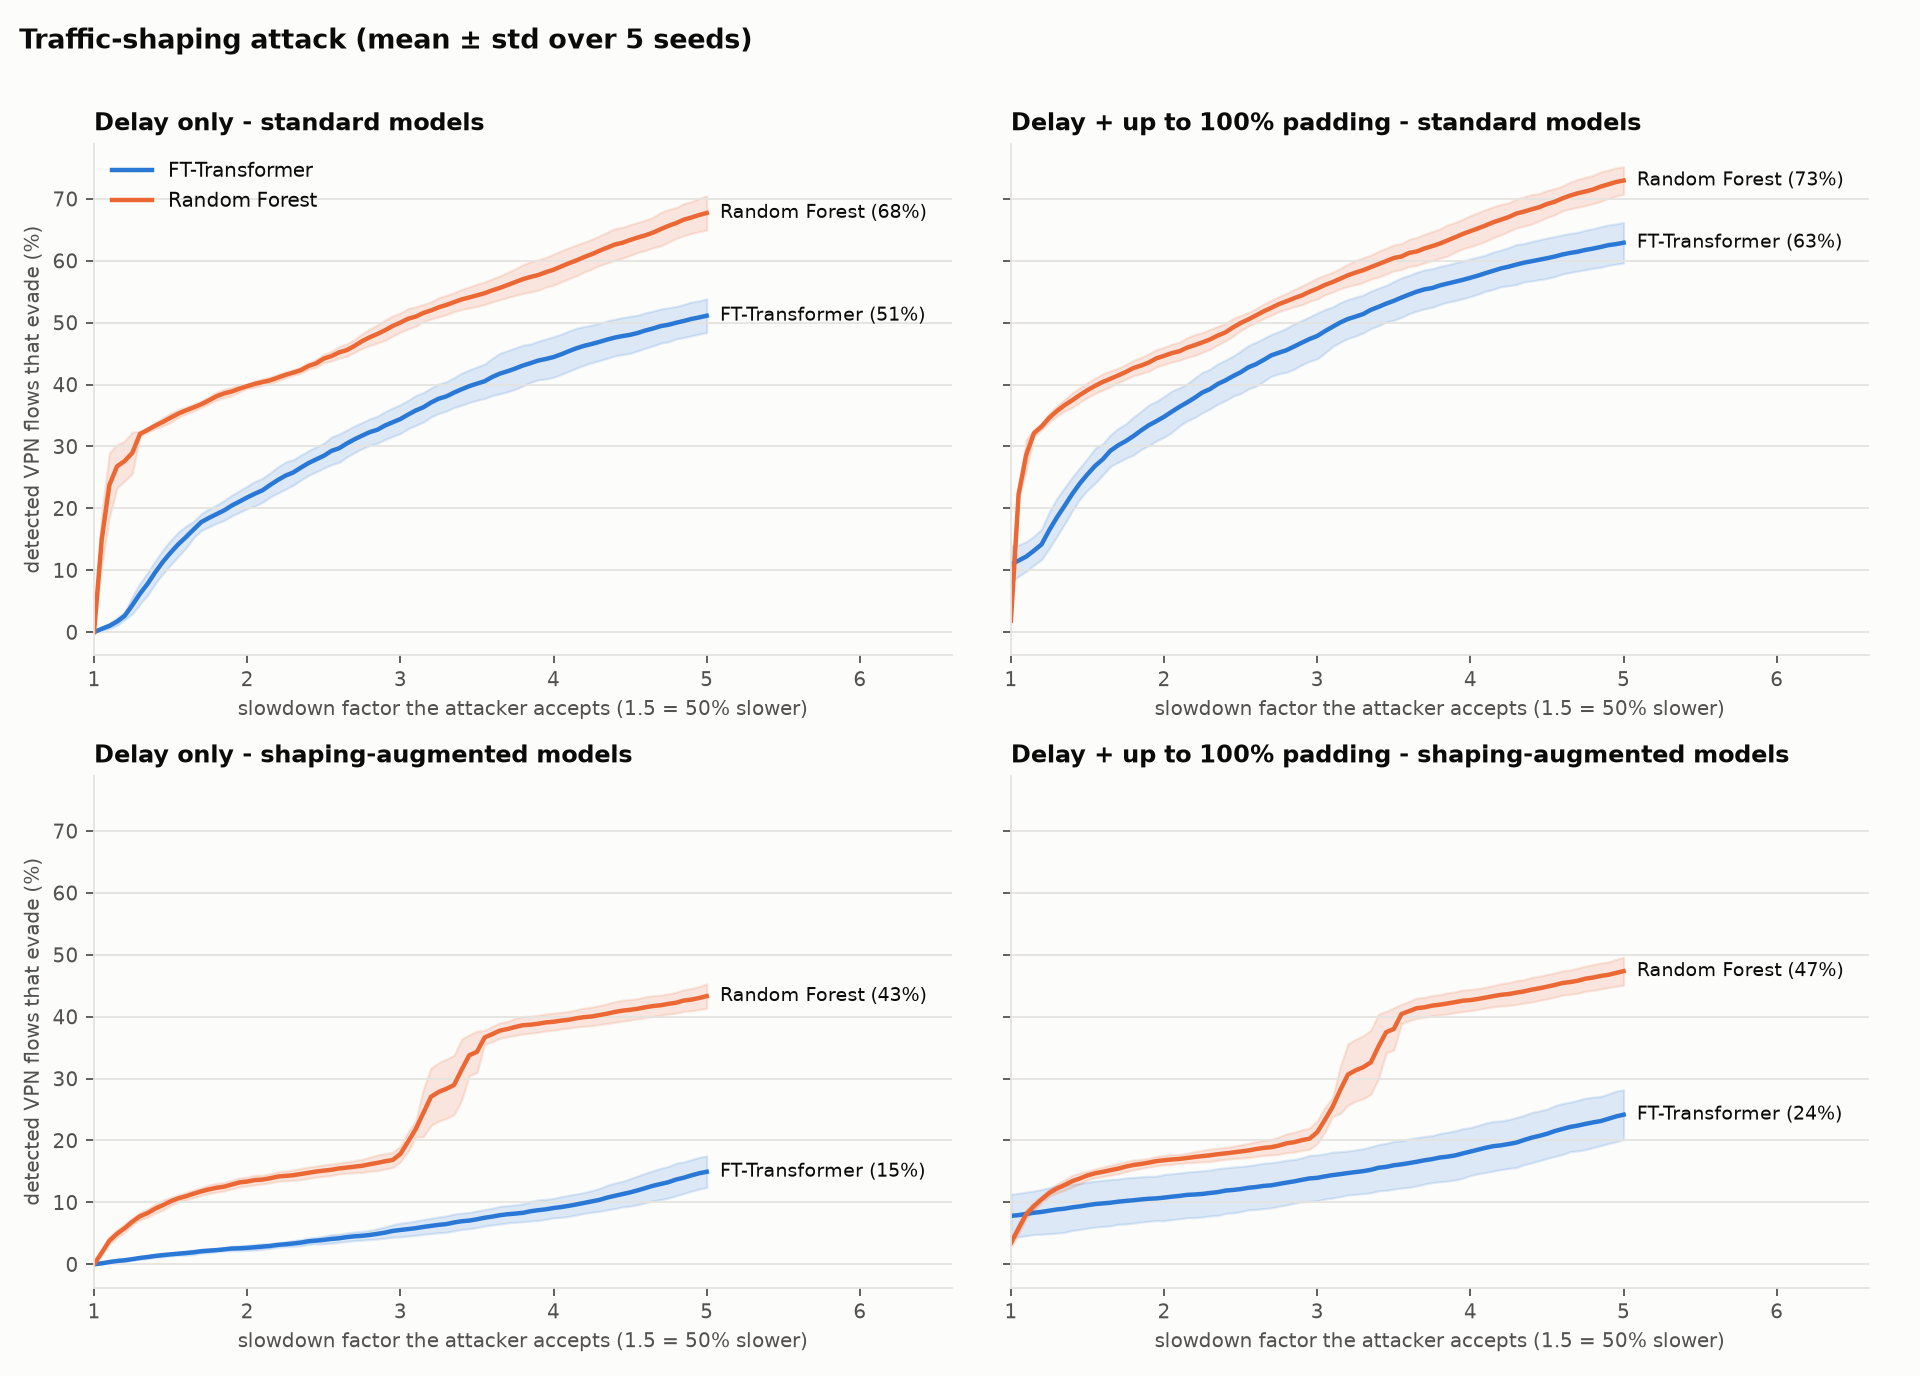 Traffic-shaping attack (mean ± std over 5 seeds)
Delay only - standard models
FT-Transformer
Random Forest
70
60
50
40
30
20
10
0
detected VPN flows that evade (%)
Random Forest (68%)
FT-Transformer (51%)
1 2 3 4 5 6
slowdown factor the attacker accepts (1.5 = 50% slower)
Delay + up to 100% padding - standard models
Random Forest (73%)
FT-Transformer (63%)
1 2 3 4 5 6
slowdown factor the attacker accepts (1.5 = 50% slower)
Delay only - shaping-augmented models
70
60
50
40
30
20
10
0
detected VPN flows that evade (%)
Random Forest (43%)
FT-Transformer (15%)
1 2 3 4 5 6
slowdown factor the attacker accepts (1.5 = 50% slower)
Delay + up to 100% padding - shaping-augmented models
Random Forest (47%)
FT-Transformer (24%)
1 2 3 4 5 6
slowdown factor the attacker accepts (1.5 = 50% slower)